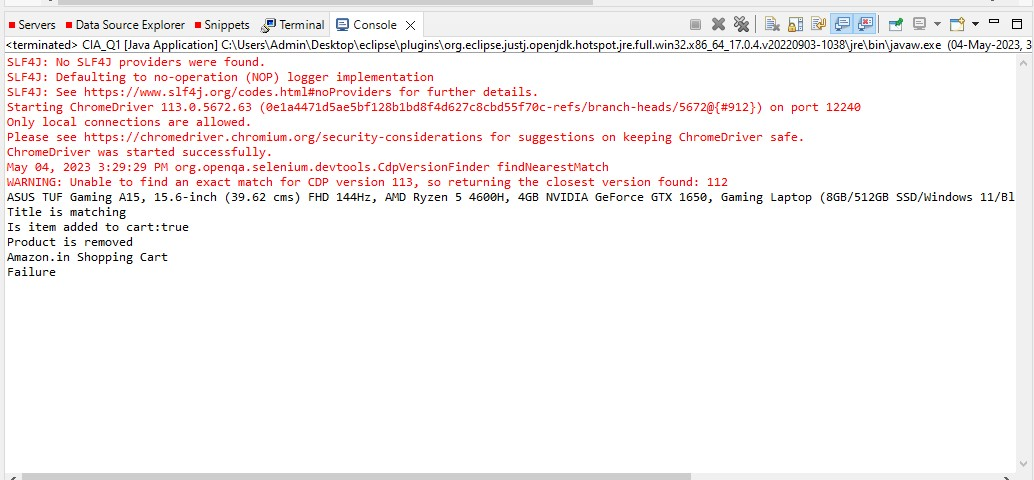 Servers Data Source Explorer Snippets Terminal Console
<terminated> CIA_Q1 [Java Application] C:\Users\Admin\Desktop\eclipse\plugins\org.eclipse.justj.openjdk.hotspot.jre.full.win32.x86_64_17.0.4.v20220903-1038\jre\bin\javaw.exe (04-May-2023, 3
SLF4J: No SLF4J providers were found.
SLF4J: Defaulting to no-operation (NOP) logger implementation
SLF4J: See https://www.slf4j.org/codes.html#noProviders for further details.
Starting ChromeDriver 113.0.5672.63 (0e1a4471d5ae5bf128b1bd8f4d627c8cbd55f70c-refs/branch-heads/5672@{#912}) on port 12240
Only local connections are allowed.
Please see https://chromedriver.chromium.org/security-considerations for suggestions on keeping ChromeDriver safe.
ChromeDriver was started successfully.
May 04, 2023 3:29:29 PM org.openqa.selenium.devtools.CdpVersionFinder findNearestMatch
WARNING: Unable to find an exact match for CDP version 113, so returning the closest version found: 112
ASUS TUF Gaming A15, 15.6-inch (39.62 cms) FHD 144Hz, AMD Ryzen 5 4600H, 4GB NVIDIA GeForce GTX 1650, Gaming Laptop (8GB/512GB SSD/Windows 11/Bl
Title is matching
Is item added to cart:true
Product is removed
Amazon.in Shopping Cart
Failure